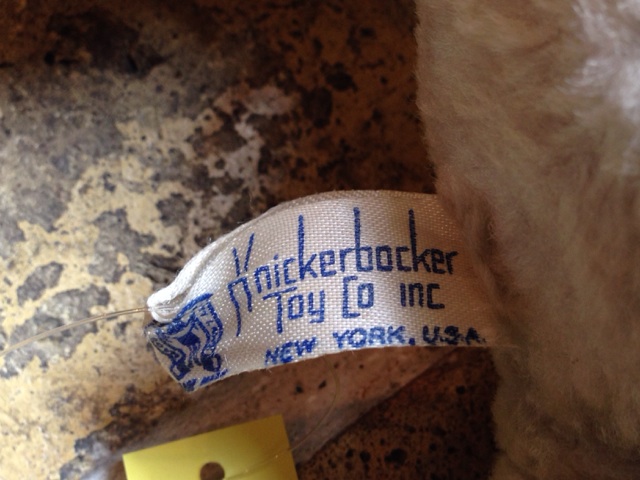 Knickerbocker
Toy Co inc
NEW YORK, U.S.A.